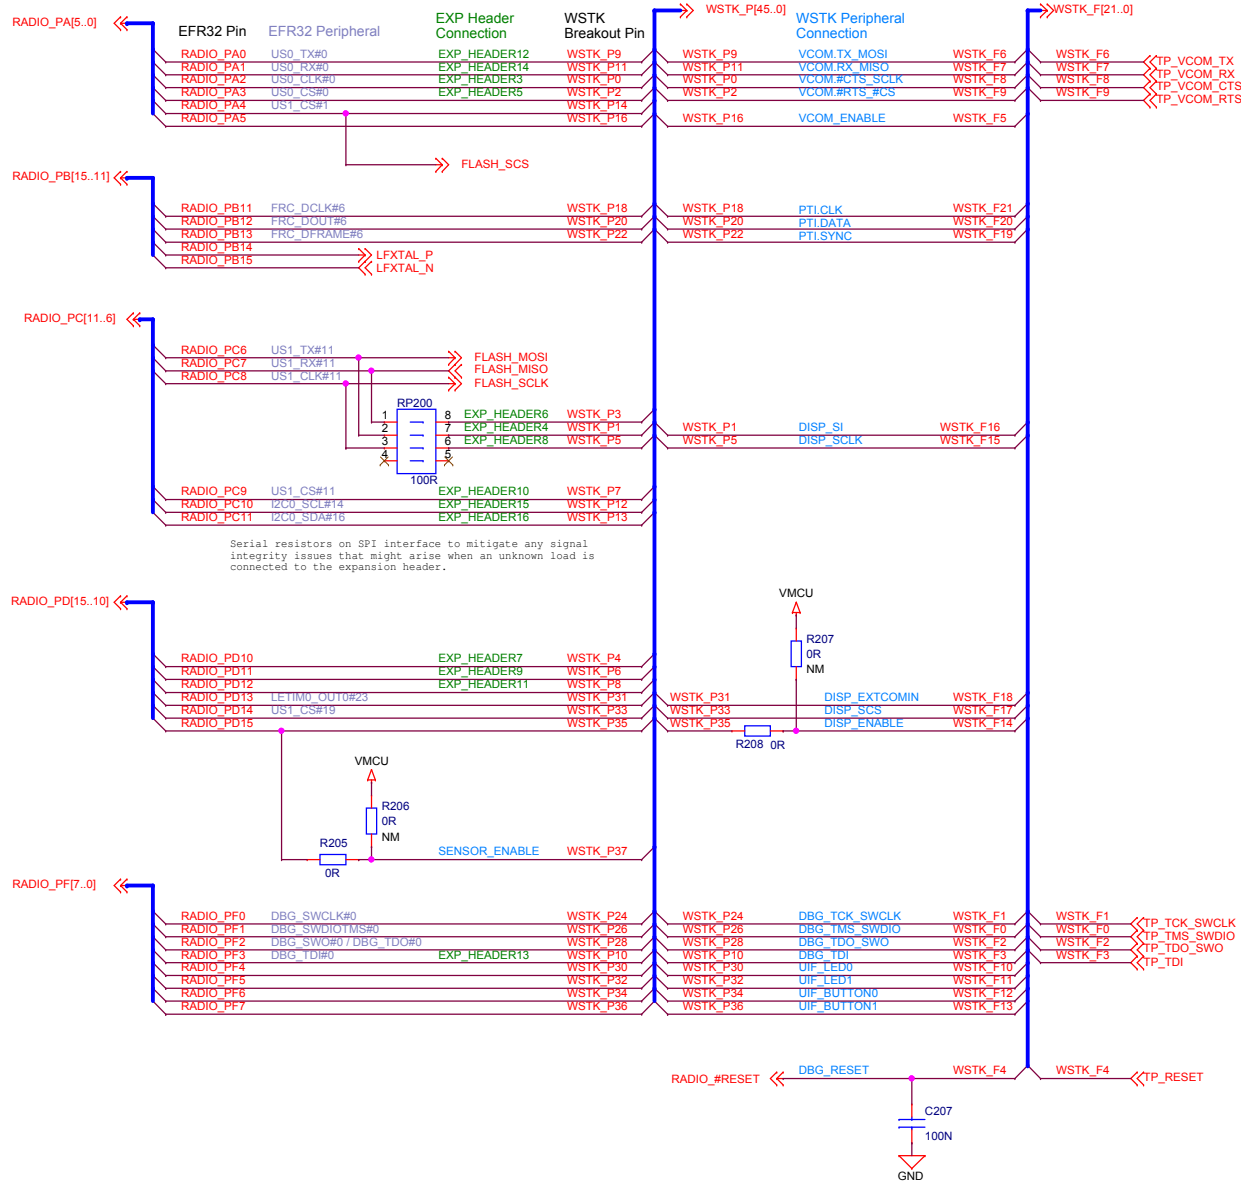 RADIO_PA[5..0]
EFR32 Pin
EFR32 Peripheral
EXP Header
Connection
WSTK
Breakout Pin
WSTK_P[45..0]
WSTK Peripheral
Connection
WSTK_F[21..0]
RADIO_PA0 US0_TX#0 EXP_HEADER12 WSTK_P9 WSTK_P9 VCOM.TX_MOSI WSTK_F6 WSTK_F6 TP_VCOM_TX
RADIO_PA1 US0_RX#0 EXP_HEADER14 WSTK_P11 WSTK_P11 VCOM.RX_MISO WSTK_F7 WSTK_F7 TP_VCOM_RX
RADIO_PA2 US0_CLK#0 EXP_HEADER3 WSTK_P0 WSTK_P0 VCOM.#CTS_SCLK WSTK_F8 WSTK_F8 TP_VCOM_CTS
RADIO_PA3 US0_CS#0 EXP_HEADER5 WSTK_P2 WSTK_P2 VCOM.#RTS_#CS WSTK_F9 WSTK_F9 TP_VCOM_RTS
RADIO_PA4 US1_CS#1 WSTK_P14
RADIO_PA5 WSTK_P16 WSTK_P16 VCOM_ENABLE WSTK_F5
FLASH_SCS
RADIO_PB[15..11]
RADIO_PB11 FRC_DCLK#6 WSTK_P18 WSTK_P18 PTI.CLK WSTK_F21
RADIO_PB12 FRC_DOUT#6 WSTK_P20 WSTK_P20 PTI.DATA WSTK_F20
RADIO_PB13 FRC_DFRAME#6 WSTK_P22 WSTK_P22 PTI.SYNC WSTK_F19
RADIO_PB14 LFXTAL_P
RADIO_PB15 LFXTAL_N
RADIO_PC[11..6]
RADIO_PC6 US1_TX#11 FLASH_MOSI
RADIO_PC7 US1_RX#11 FLASH_MISO
RADIO_PC8 US1_CLK#11 FLASH_SCLK
RP200
1 8 EXP_HEADER6 WSTK_P3
2 7 EXP_HEADER4 WSTK_P1 WSTK_P1 DISP_SI WSTK_F16
3 6 EXP_HEADER8 WSTK_P5 WSTK_P5 DISP_SCLK WSTK_F15
4 5
100R
RADIO_PC9 US1_CS#11 EXP_HEADER10 WSTK_P7
RADIO_PC10 I2C0_SCL#14 EXP_HEADER15 WSTK_P12
RADIO_PC11 I2C0_SDA#16 EXP_HEADER16 WSTK_P13
Serial resistors on SPI interface to mitigate any signal
integrity issues that might arise when an unknown load is
connected to the expansion header.
RADIO_PD[15..10]
VMCU
R207
0R
NM
RADIO_PD10 EXP_HEADER7 WSTK_P4
RADIO_PD11 EXP_HEADER9 WSTK_P6
RADIO_PD12 EXP_HEADER11 WSTK_P8
RADIO_PD13 LETIM0_OUT0#23 WSTK_P31 WSTK_P31 DISP_EXTCOMIN WSTK_F18
RADIO_PD14 US1_CS#19 WSTK_P33 WSTK_P33 DISP_SCS WSTK_F17
RADIO_PD15 WSTK_P35 WSTK_P35 DISP_ENABLE WSTK_F14
R208 0R
VMCU
R206
0R
NM
R205
0R
SENSOR_ENABLE WSTK_P37
RADIO_PF[7..0]
RADIO_PF0 DBG_SWCLK#0 WSTK_P24 WSTK_P24 DBG_TCK_SWCLK WSTK_F1 WSTK_F1 TP_TCK_SWCLK
RADIO_PF1 DBG_SWDIOTMS#0 WSTK_P26 WSTK_P26 DBG_TMS_SWDIO WSTK_F0 WSTK_F0 TP_TMS_SWDIO
RADIO_PF2 DBG_SWO#0 / DBG_TDO#0 WSTK_P28 WSTK_P28 DBG_TDO_SWO WSTK_F2 WSTK_F2 TP_TDO_SWO
RADIO_PF3 DBG_TDI#0 EXP_HEADER13 WSTK_P10 WSTK_P10 DBG_TDI WSTK_F3 WSTK_F3 TP_TDI
RADIO_PF4 WSTK_P30 WSTK_P30 UIF_LED0 WSTK_F10
RADIO_PF5 WSTK_P32 WSTK_P32 UIF_LED1 WSTK_F11
RADIO_PF6 WSTK_P34 WSTK_P34 UIF_BUTTON0 WSTK_F12
RADIO_PF7 WSTK_P36 WSTK_P36 UIF_BUTTON1 WSTK_F13
RADIO_#RESET DBG_RESET WSTK_F4 WSTK_F4 TP_RESET
C207
100N
GND